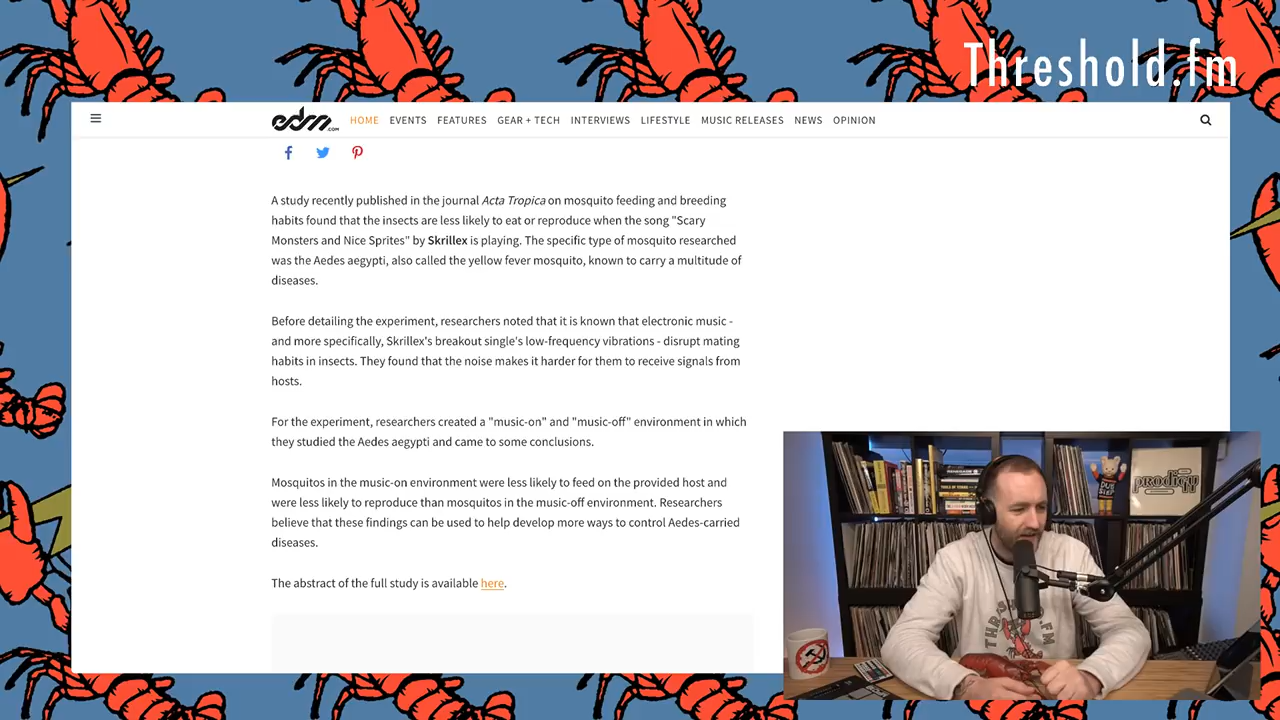 Threshold.fm
edm.com HOME EVENTS FEATURES GEAR + TECH INTERVIEWS LIFESTYLE MUSIC RELEASES NEWS OPINION
A study recently published in the journal Acta Tropica on mosquito feeding and breeding
habits found that the insects are less likely to eat or reproduce when the song "Scary
Monsters and Nice Sprites" by Skrillex is playing. The specific type of mosquito researched
was the Aedes aegypti, also called the yellow fever mosquito, known to carry a multitude of
diseases.
Before detailing the experiment, researchers noted that it is known that electronic music -
and more specifically, Skrillex's breakout single's low-frequency vibrations - disrupt mating
habits in insects. They found that the noise makes it harder for them to receive signals from
hosts.
For the experiment, researchers created a "music-on" and "music-off" environment in which
they studied the Aedes aegypti and came to some conclusions.
Mosquitos in the music-on environment were less likely to feed on the provided host and
were less likely to reproduce than mosquitos in the music-off environment. Researchers
believe that these findings can be used to help develop more ways to control Aedes-carried
diseases.
The abstract of the full study is available here.
prodigy
DUB
STEP
THRESHOLD.FM